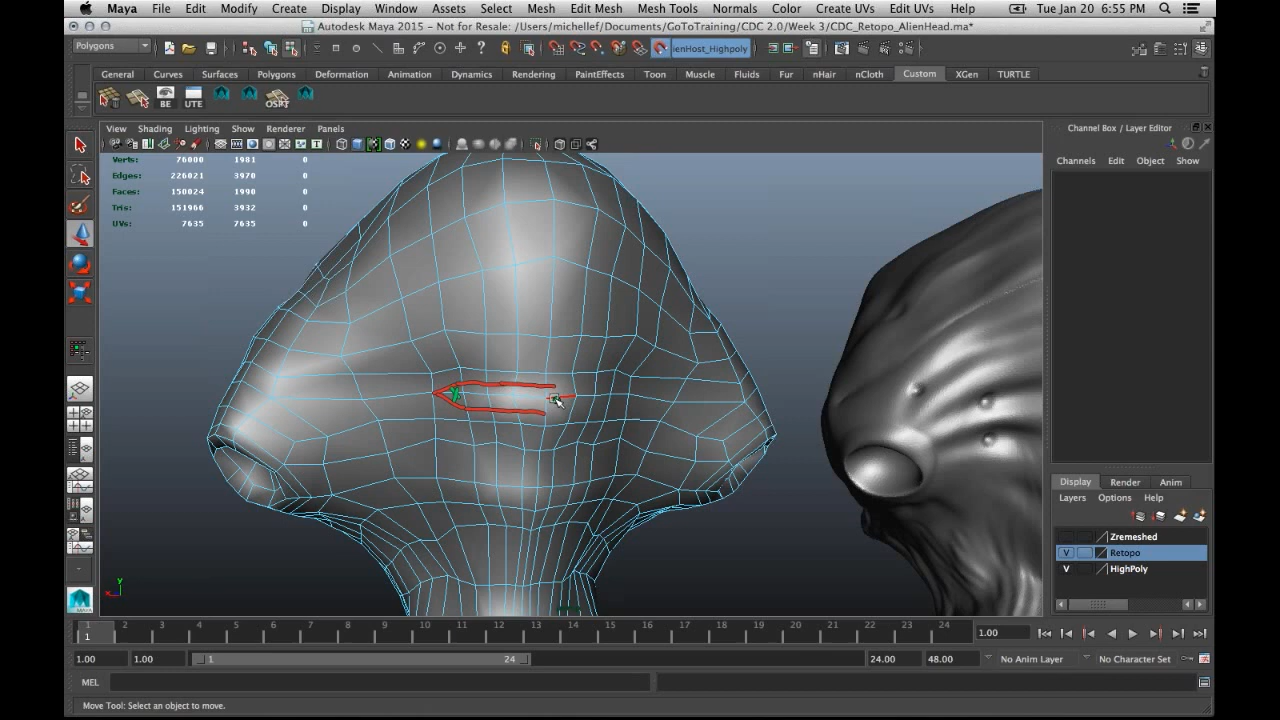 Maya File Edit Modify Create Display Window Assets Select Mesh Edit Mesh Mesh Tools Normals Color Create UVs Edit UVs Help Tue Jan 20 6:55 PM
Autodesk Maya 2015 - Not for Resale: /Users/michellef/Documents/GoToTraining/CDC 2.0/Week 3/CDC_Retopo_AlienHead.ma*
Polygons ienHost_Highpoly
General Curves Surfaces Polygons Deformation Animation Dynamics Rendering PaintEffects Toon Muscle Fluids Fur nHair nCloth Custom XGen TURTLE
BE UTE
View Shading Lighting Show Renderer Panels
Channel Box / Layer Editor
Channels Edit Object Show
Verts: 76000 1981 0
Edges: 226021 3970 0
Faces: 150024 1990 0
Tris: 151966 3932 0
UVs: 7635 7635 0
Display Render Anim
Layers Options Help
Zremeshed
V Retopo
V HighPoly
y
1 2 3 4 5 6 7 8 9 10 11 12 13 14 15 16 17 18 19 20 21 22 23 24
1 1.00
1.00 1.00 1 24 24.00 48.00 No Anim Layer No Character Set
MEL
Move Tool: Select an object to move.